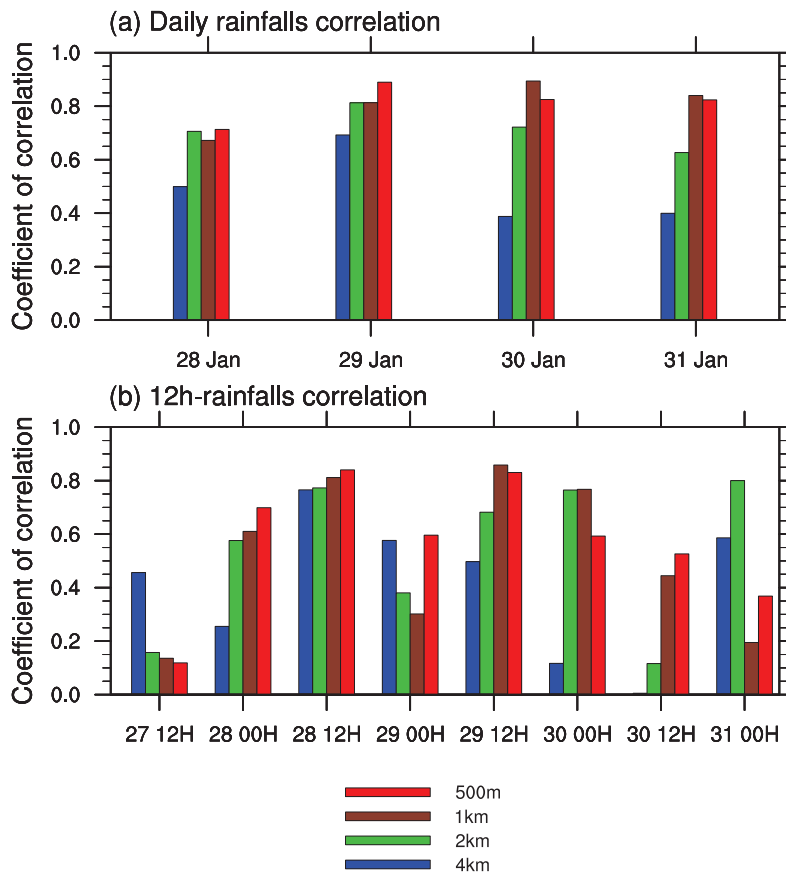 (a) Daily rainfalls correlation
Coefficient of correlation
1.0
0.8
0.6
0.4
0.2
0.0
28 Jan 29 Jan 30 Jan 31 Jan
(b) 12h-rainfalls correlation
Coefficient of correlation
1.0
0.8
0.6
0.4
0.2
0.0
27 12H 28 00H 28 12H 29 00H 29 12H 30 00H 30 12H 31 00H
500m
1km
2km
4km